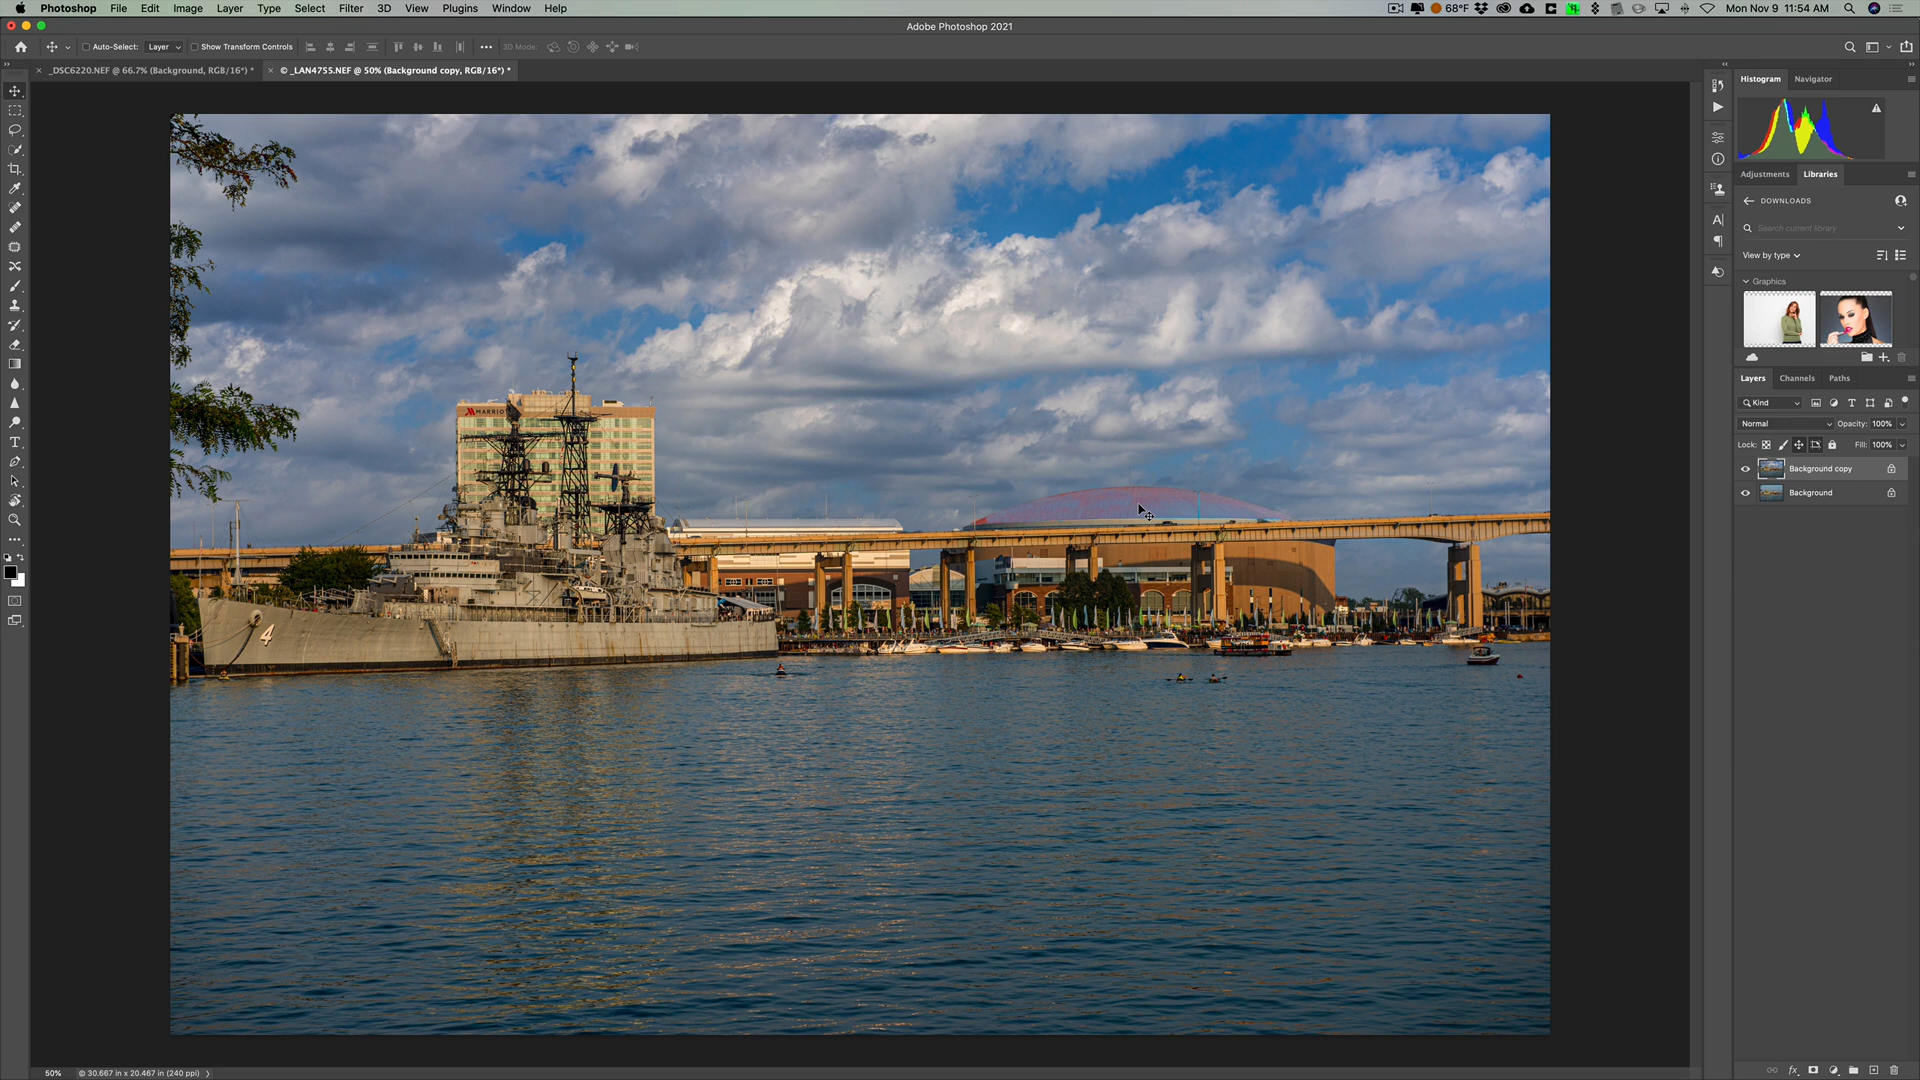 Photoshop File Edit Image Layer Type Select Filter 3D View Plugins Window Help
68°F Mon Nov 9 11:54 AM
Adobe Photoshop 2021
Auto-Select: Layer Show Transform Controls 3D Mode:
_DSC6220.NEF @ 66.7% (Background, RGB/16*) *
© _LAN4755.NEF @ 50% (Background copy, RGB/16*) *
Histogram Navigator
Adjustments Libraries
DOWNLOADS
Search current library
View by type
Graphics
Layers Channels Paths
Kind
Normal Opacity: 100%
Lock: Fill: 100%
Background copy
Background
4
50% 30.667 in x 20.467 in (240 ppi)